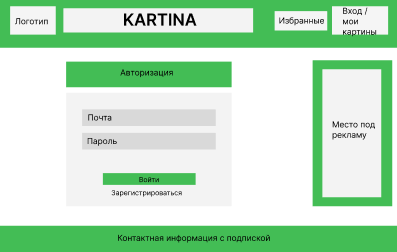 Логотип
KARTINA
Избранные
Вход /
мои
картины
Авторизация
Почта
Пароль
Войти
Зарегистрироваться
Место под
рекламу
Контактная информация с подпиской